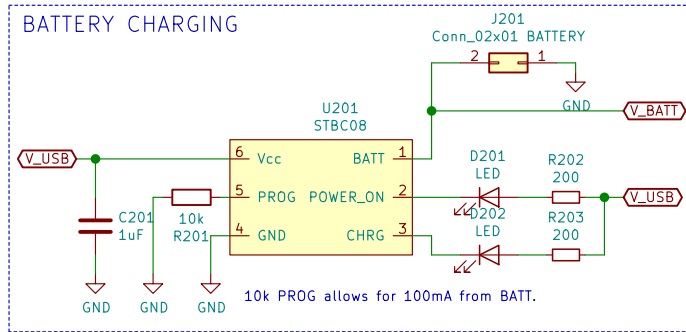 BATTERY CHARGING
J201
Conn_02x01 BATTERY
2 1
GND
V_BATT
U201
STBC08
V_USB
6 Vcc BATT 1
5 PROG POWER_ON 2
4 GND CHRG 3
10k
R201
C201
1uF
D201
LED
R202
200
V_USB
D202
LED
R203
200
GND GND GND
10k PROG allows for 100mA from BATT.